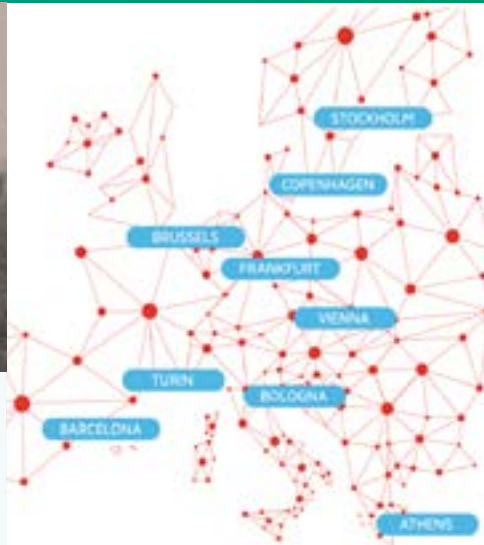 STOCKHOLM
COPENHAGEN
BRUSSELS
FRANKFURT
VIENNA
TURIN
BOLOGNA
BARCELONA
ATHENS